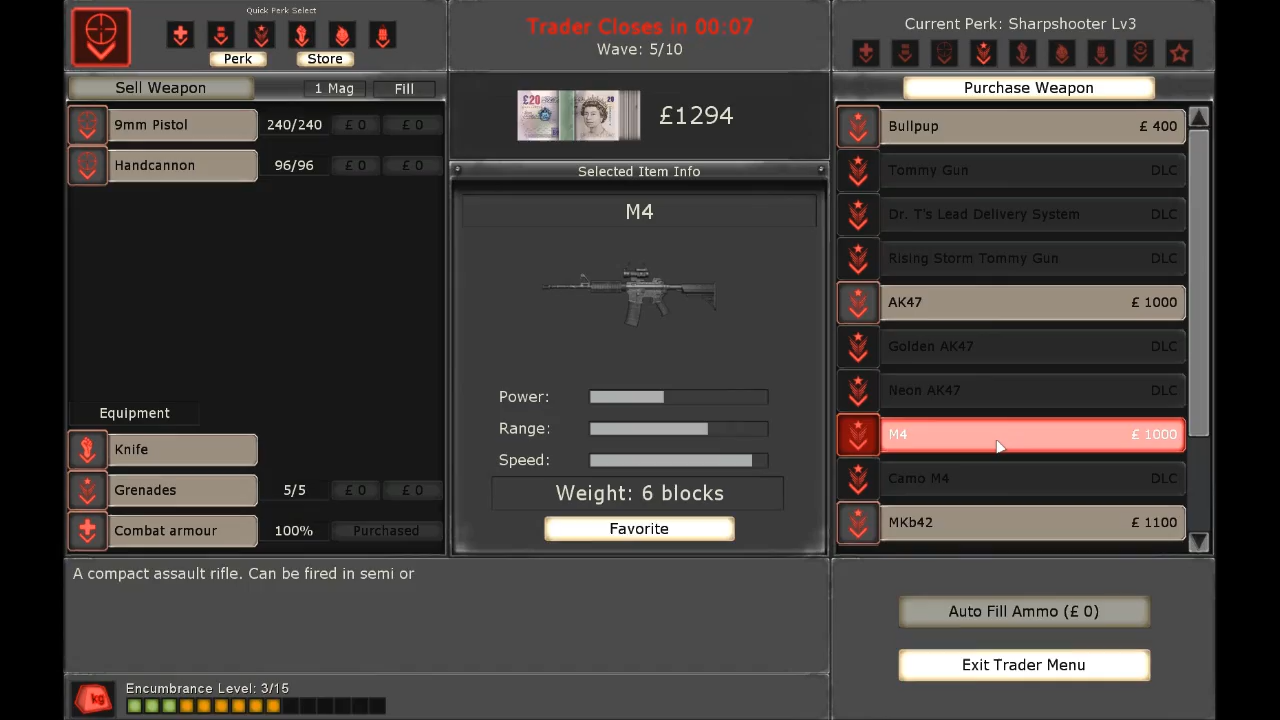 Quick Perk Select
Perk
Store
Trader Closes in 00:07
Wave: 5/10
Current Perk: Sharpshooter Lv3
Sell Weapon
1 Mag
Fill
9mm Pistol 240/240 £ 0 £ 0
Handcannon 96/96 £ 0 £ 0
Equipment
Knife
Grenades 5/5 £ 0 £ 0
Combat armour 100% Purchased
£20 20
£1294
Selected Item Info
M4
Power:
Range:
Speed:
Weight: 6 blocks
Favorite
Purchase Weapon
Bullpup £ 400
Tommy Gun DLC
Dr. T's Lead Delivery System DLC
Rising Storm Tommy Gun DLC
AK47 £ 1000
Golden AK47 DLC
Neon AK47 DLC
M4 £ 1000
Camo M4 DLC
MKb42 £ 1100
A compact assault rifle. Can be fired in semi or
Auto Fill Ammo (£ 0)
Exit Trader Menu
kg
Encumbrance Level: 3/15